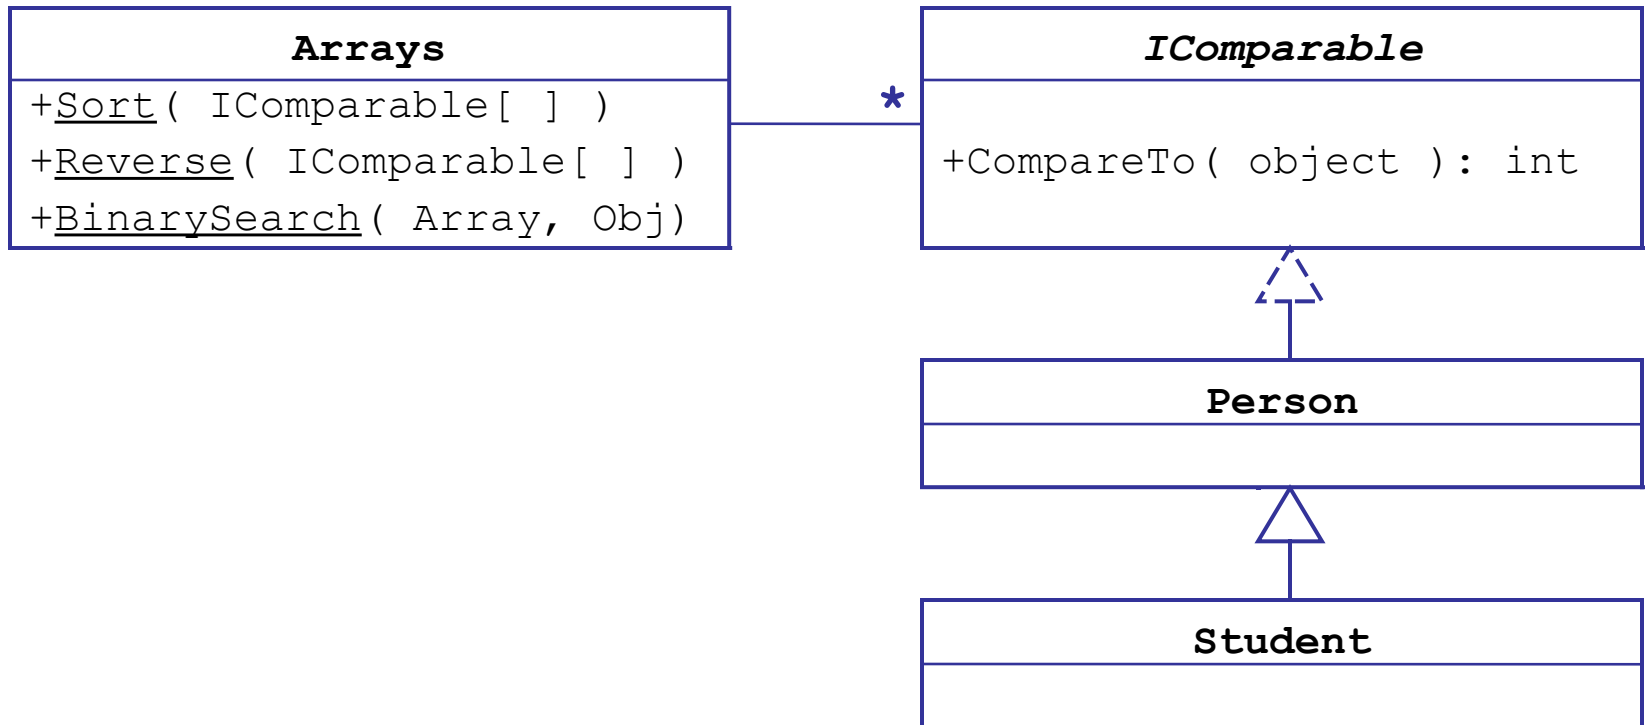 Arrays
+Sort( IComparable[ ] )
+Reverse( IComparable[ ] )
+BinarySearch( Array, Obj)
*
IComparable
+CompareTo( object ): int
Person
Student